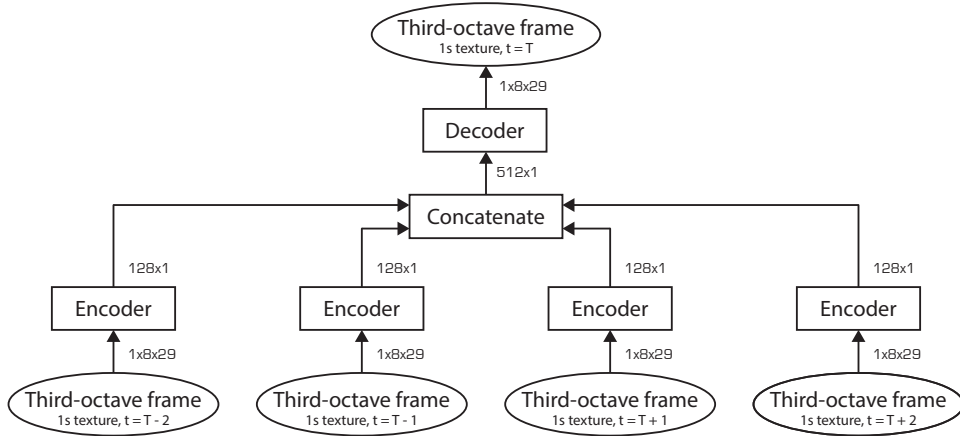 Third-octave frame
1s texture, t = T
1x8x29
Decoder
512x1
Concatenate
128x1
128x1
128x1
128x1
Encoder
Encoder
Encoder
Encoder
1x8x29
1x8x29
1x8x29
1x8x29
Third-octave frame
1s texture, t = T - 2
Third-octave frame
1s texture, t = T - 1
Third-octave frame
1s texture, t = T + 1
Third-octave frame
1s texture, t = T + 2